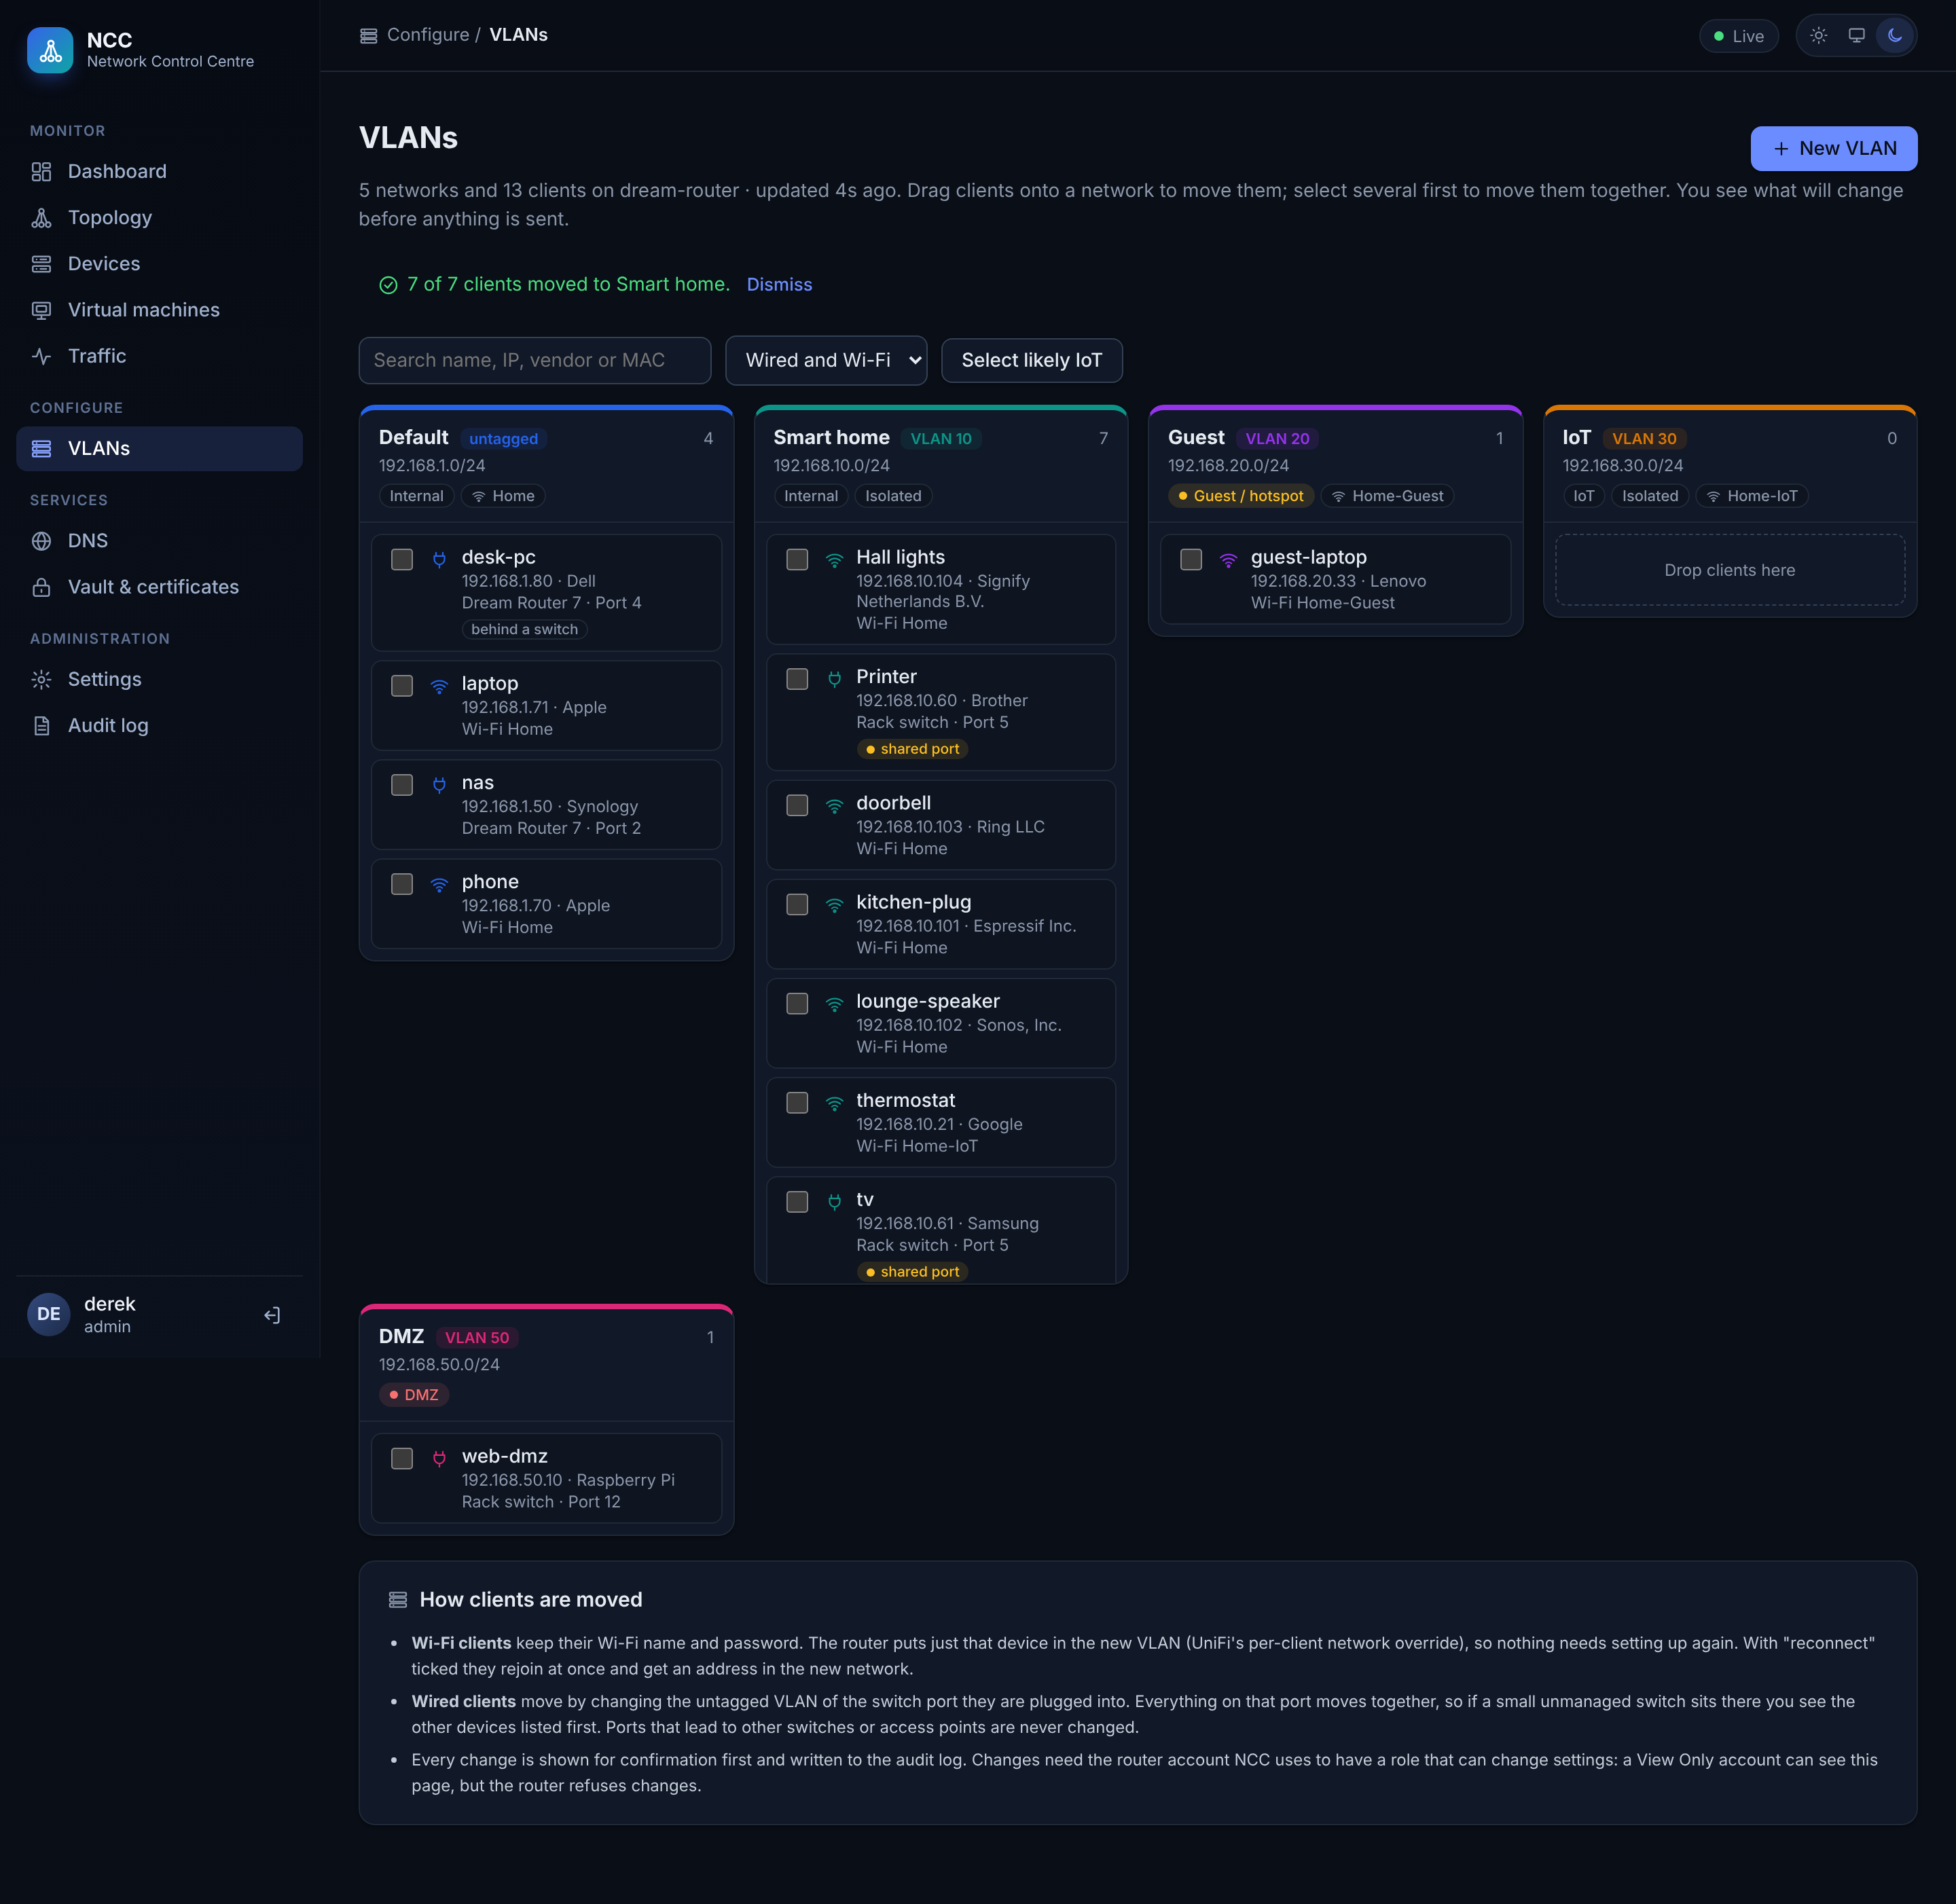 NCC
Network Control Centre
MONITOR
Dashboard
Topology
Devices
Virtual machines
Traffic
CONFIGURE
VLANs
SERVICES
DNS
Vault & certificates
ADMINISTRATION
Settings
Audit log
DE
derek
admin
Configure / VLANs
Live
VLANs
New VLAN
5 networks and 13 clients on dream-router · updated 4s ago. Drag clients onto a network to move them; select several first to move them together. You see what will change
before anything is sent.
7 of 7 clients moved to Smart home. Dismiss
Search name, IP, vendor or MAC
Wired and Wi-Fi
Select likely IoT
Default untagged 4
192.168.1.0/24
Internal Home
desk-pc
192.168.1.80 · Dell
Dream Router 7 · Port 4
behind a switch
laptop
192.168.1.71 · Apple
Wi-Fi Home
nas
192.168.1.50 · Synology
Dream Router 7 · Port 2
phone
192.168.1.70 · Apple
Wi-Fi Home
Smart home VLAN 10 7
192.168.10.0/24
Internal Isolated
Hall lights
192.168.10.104 · Signify
Netherlands B.V.
Wi-Fi Home
Printer
192.168.10.60 · Brother
Rack switch · Port 5
shared port
doorbell
192.168.10.103 · Ring LLC
Wi-Fi Home
kitchen-plug
192.168.10.101 · Espressif Inc.
Wi-Fi Home
lounge-speaker
192.168.10.102 · Sonos, Inc.
Wi-Fi Home
thermostat
192.168.10.21 · Google
Wi-Fi Home-IoT
tv
192.168.10.61 · Samsung
Rack switch · Port 5
shared port
Guest VLAN 20 1
192.168.20.0/24
Guest / hotspot Home-Guest
guest-laptop
192.168.20.33 · Lenovo
Wi-Fi Home-Guest
IoT VLAN 30 0
192.168.30.0/24
IoT Isolated Home-IoT
Drop clients here
DMZ VLAN 50 1
192.168.50.0/24
DMZ
web-dmz
192.168.50.10 · Raspberry Pi
Rack switch · Port 12
How clients are moved
• Wi-Fi clients keep their Wi-Fi name and password. The router puts just that device in the new VLAN (UniFi's per-client network override), so nothing needs setting up again. With "reconnect"
ticked they rejoin at once and get an address in the new network.
• Wired clients move by changing the untagged VLAN of the switch port they are plugged into. Everything on that port moves together, so if a small unmanaged switch sits there you see the
other devices listed first. Ports that lead to other switches or access points are never changed.
• Every change is shown for confirmation first and written to the audit log. Changes need the router account NCC uses to have a role that can change settings: a View Only account can see this
page, but the router refuses changes.